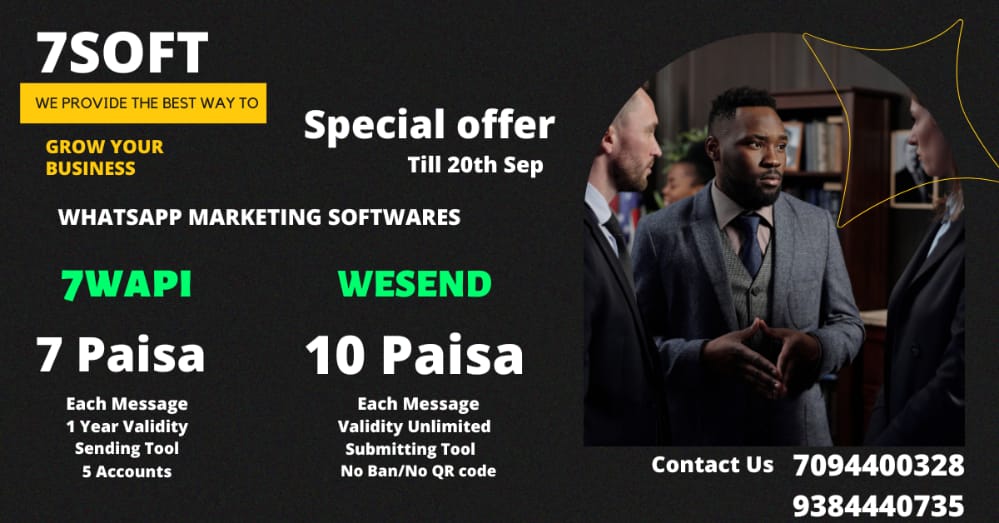 7SOFT
WE PROVIDE THE BEST WAY TO
GROW YOUR
BUSINESS
Special offer
Till 20th Sep
WHATSAPP MARKETING SOFTWARES
7WAPI
7 Paisa
Each Message
1 Year Validity
Sending Tool
5 Accounts
WESEND
10 Paisa
Each Message
Validity Unlimited
Submitting Tool
No Ban/No QR code
Contact Us 7094400328
9384440735